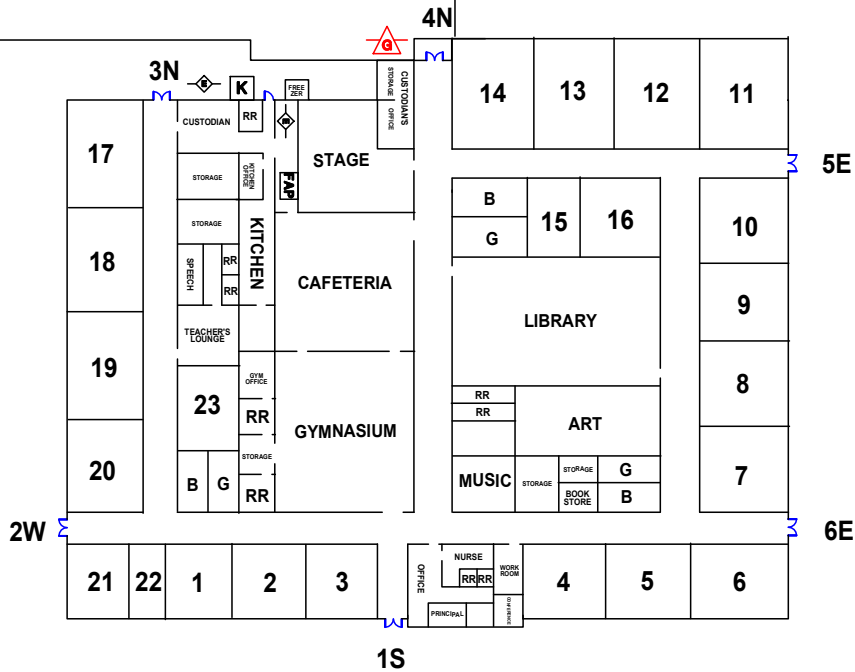 4N
G
3N
E
K
FREE
ZER
CUSTODIAN'S
STORAGE OFFICE
14
13
12
11
CUSTODIAN
RR
17
STAGE
5E
STORAGE
KITCHEN
OFFICE
FAP
B
15
16
10
G
STORAGE
KITCHEN
18
SPEECH
RR
RR
CAFETERIA
9
LIBRARY
TEACHER'S
LOUNGE
19
GYM
OFFICE
8
23
RR
RR
RR
ART
GYMNASIUM
20
B
G
STORAGE
RR
MUSIC
STORAGE
STORAGE
G
BOOK
STORE
B
7
2W
6E
21
22
1
2
3
OFFICE
NURSE
RR
RR
WORK
ROOM
4
5
6
PRINCIPAL
CONFERENCE
1S